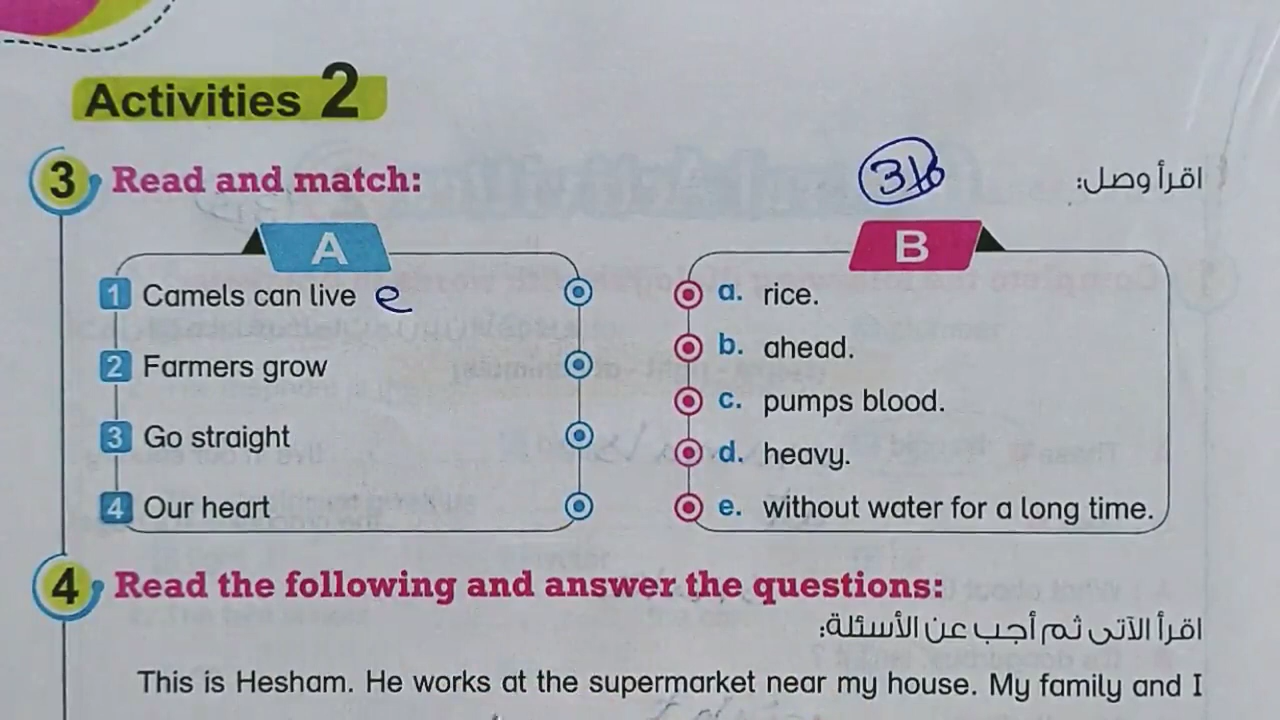 Activities 2
3 Read and match:
316
اقرأ وصل:
A
B
1 Camels can live e
2 Farmers grow
3 Go straight
4 Our heart
a. rice.
b. ahead.
c. pumps blood.
d. heavy.
e. without water for a long time.
4 Read the following and answer the questions:
اقرأ الآتى ثم أجب عن الأسئلة:
This is Hesham. He works at the supermarket near my house. My family and I